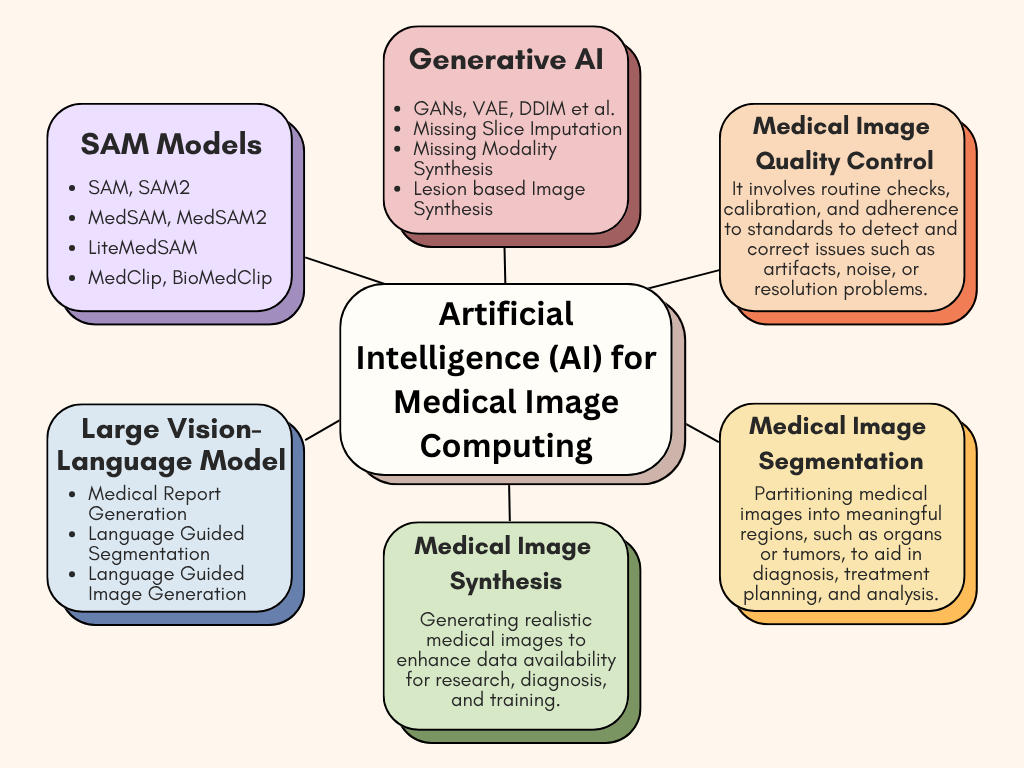 Generative AI
• GANs, VAE, DDIM et al.
• Missing Slice Imputation
• Missing Modality
Synthesis
• Lesion based Image
Synthesis
SAM Models
• SAM, SAM2
• MedSAM, MedSAM2
• LiteMedSAM
• MedClip, BioMedClip
Medical Image
Quality Control
It involves routine checks,
calibration, and adherence
to standards to detect and
correct issues such as
artifacts, noise, or
resolution problems.
Artificial
Intelligence (AI) for
Medical Image
Computing
Large Vision-
Language Model
• Medical Report
Generation
• Language Guided
Segmentation
• Language Guided
Image Generation
Medical Image
Segmentation
Partitioning medical
images into meaningful
regions, such as organs
or tumors, to aid in
diagnosis, treatment
planning, and analysis.
Medical Image
Synthesis
Generating realistic
medical images to
enhance data availability
for research, diagnosis,
and training.